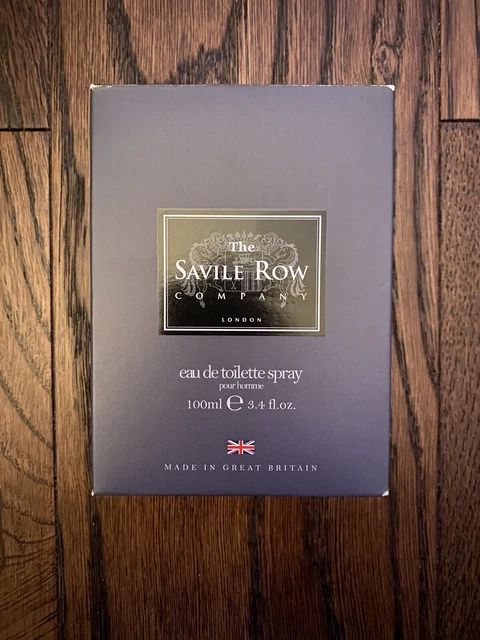 The
SAVILE ROW
COMPANY
LONDON
eau de toilette spray
pour homme
100ml ℮ 3.4 fl.oz.
MADE IN GREAT BRITAIN